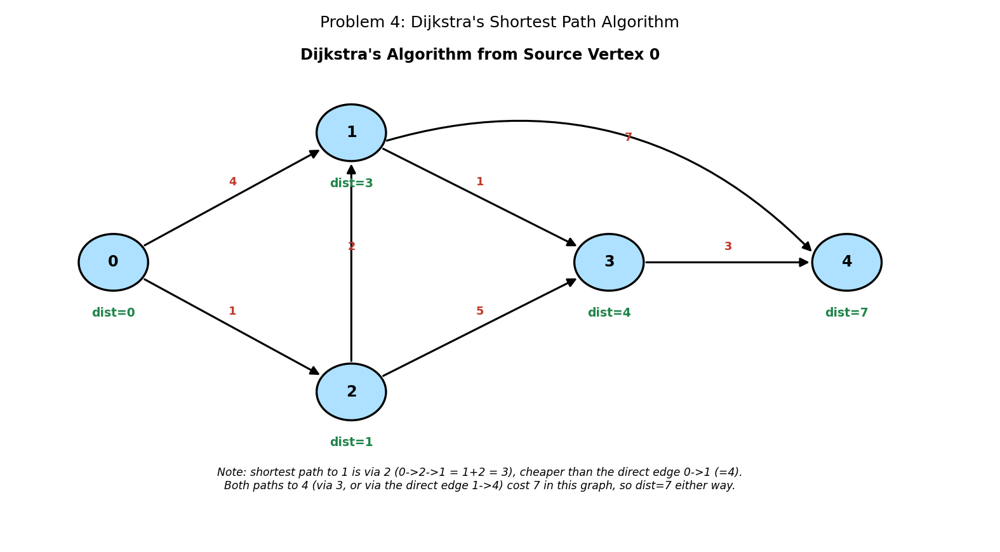 Problem 4: Dijkstra's Shortest Path Algorithm
Dijkstra's Algorithm from Source Vertex 0
1
7
dist=3
4
1
2
3
0
3
4
dist=0
1
5
dist=4
dist=7
2
dist=1
Note: shortest path to 1 is via 2 (0->2->1 = 1+2 = 3), cheaper than the direct edge 0->1 (=4).
Both paths to 4 (via 3, or via the direct edge 1->4) cost 7 in this graph, so dist=7 either way.